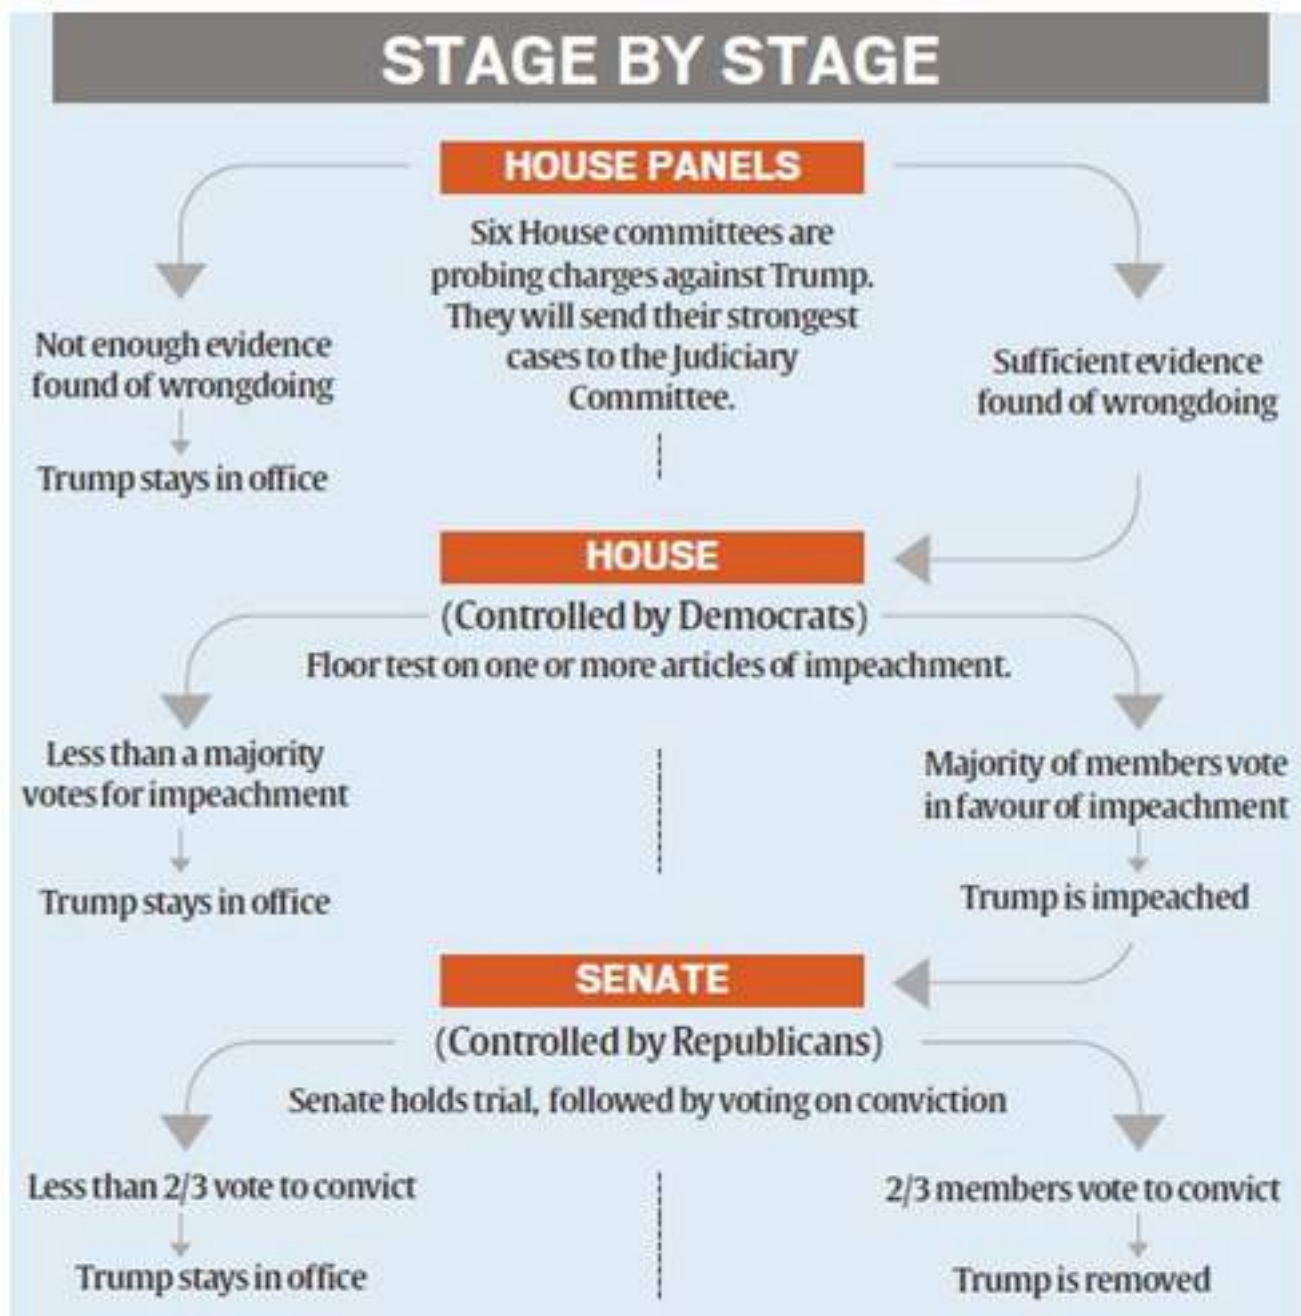 STAGE BY STAGE
HOUSE PANELS
Six House committees are
probing charges against Trump.
They will send their strongest
cases to the Judiciary
Committee.
Not enough evidence
found of wrongdoing
Trump stays in office
Sufficient evidence
found of wrongdoing
HOUSE
(Controlled by Democrats)
Floor test on one or more articles of impeachment.
Less than a majority
votes for impeachment
Trump stays in office
Majority of members vote
in favour of impeachment
Trump is impeached
SENATE
(Controlled by Republicans)
Senate holds trial, followed by voting on conviction
Less than 2/3 vote to convict
Trump stays in office
2/3 members vote to convict
Trump is removed